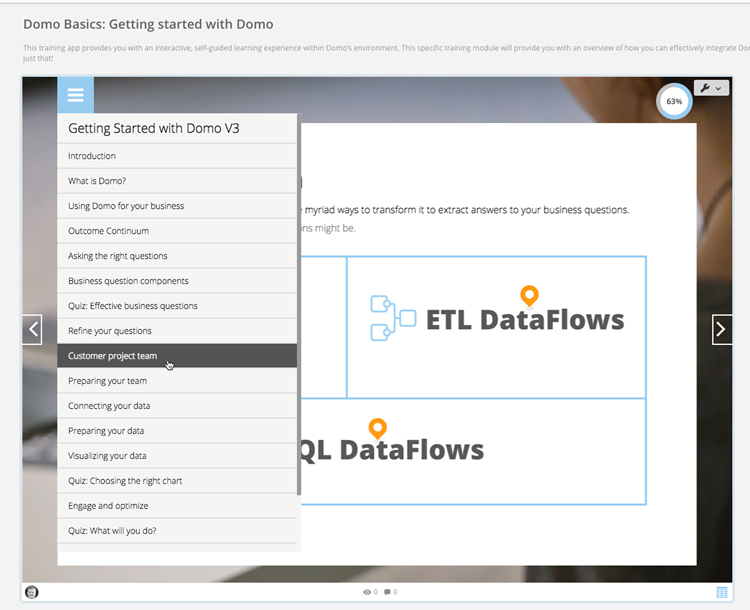 Domo Basics: Getting started with Domo
This training app provides you with an interactive, self-guided learning experience within Domo's environment. This specific training module will provide you with an overview of how you can effectively integrate Do
just that!
63%
Getting Started with Domo V3
Introduction
What is Domo?
Using Domo for your business
Outcome Continuum
Asking the right questions
Business question components
Quiz: Effective business questions
Refine your questions
Customer project team
Preparing your team
Connecting your data
Preparing your data
Visualizing your data
Quiz: Choosing the right chart
Engage and optimize
Quiz: What will you do?
myriad ways to transform it to extract answers to your business questions.
ns might be.
ETL DataFlows
QL DataFlows
0 0